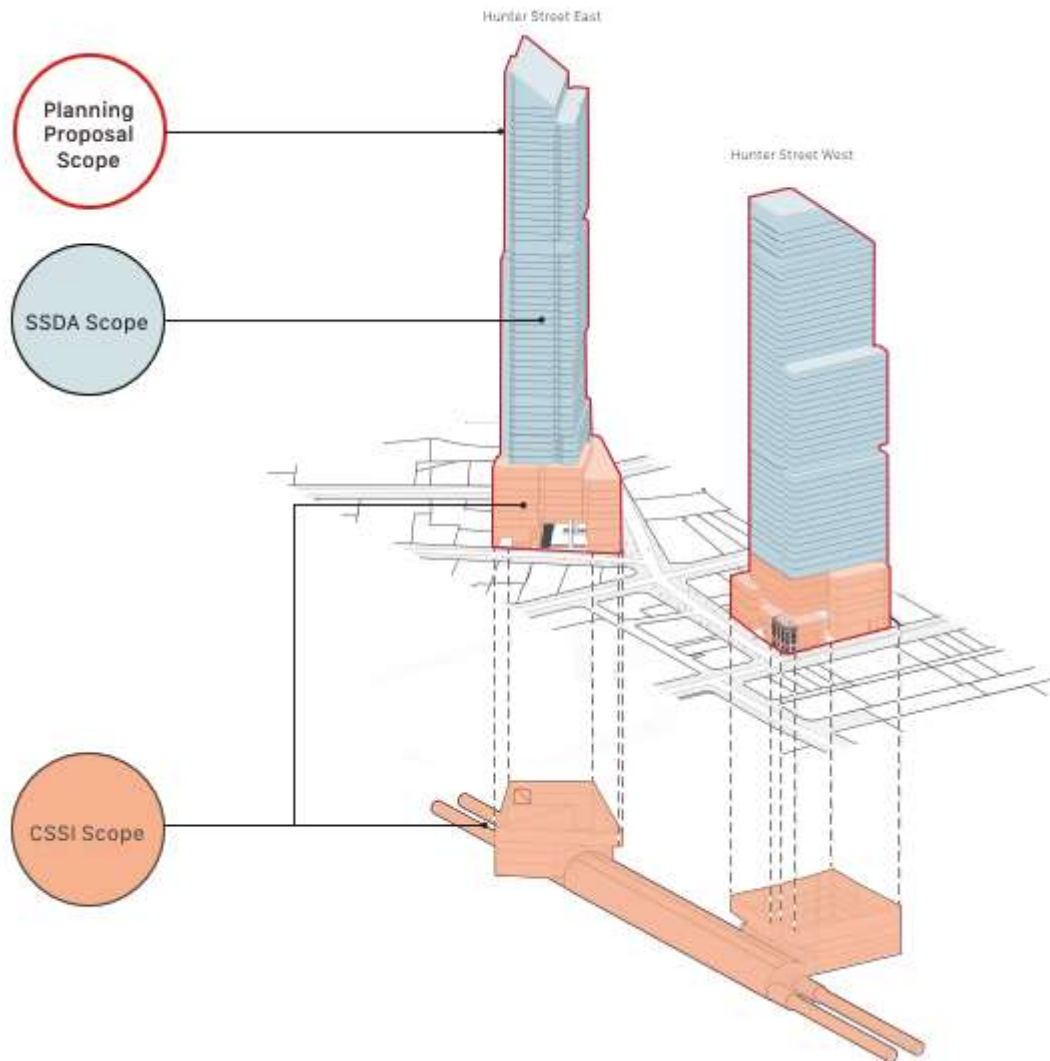 Hunter Street East
Planning
Proposal
Scope
Hunter Street West
SSDA Scope
CSSI Scope